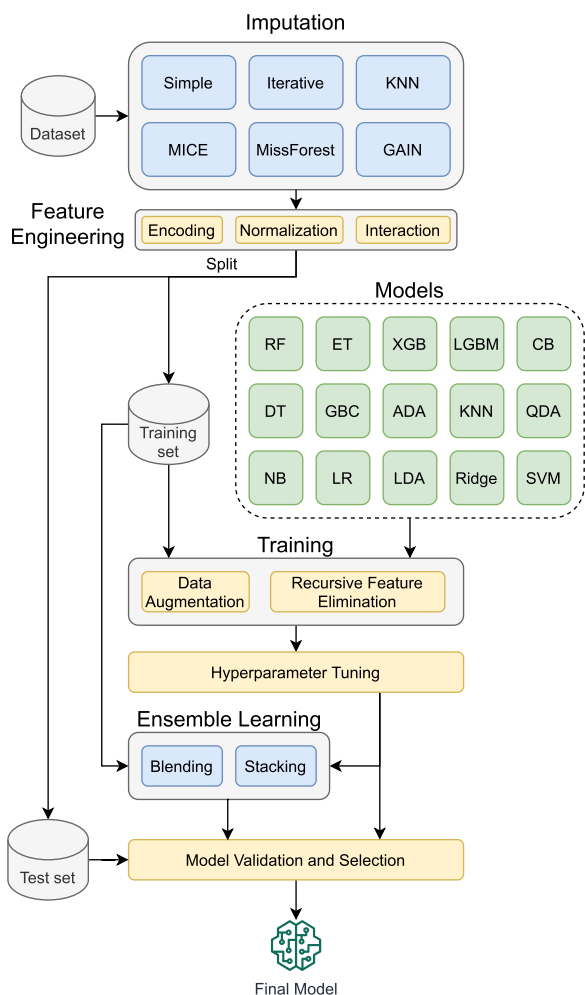 Imputation
Dataset
Simple
Iterative
KNN
MICE
MissForest
GAIN
Feature
Engineering
Encoding
Normalization
Interaction
Split
Models
RF
ET
XGB
LGBM
CB
DT
GBC
ADA
KNN
QDA
NB
LR
LDA
Ridge
SVM
Training
set
Training
Data
Augmentation
Recursive Feature
Elimination
Hyperparameter Tuning
Ensemble Learning
Blending
Stacking
Test set
Model Validation and Selection
Final Model